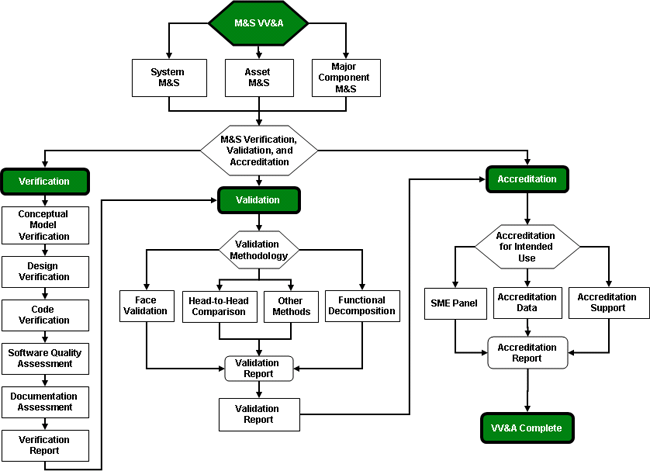 M&S VV&A
System
M&S
Asset
M&S
Major
Component
M&S
M&S Verification,
Validation, and
Accreditation
Verification
Conceptual
Model
Verification
Design
Verification
Code
Verification
Software Quality
Assessment
Documentation
Assessment
Verification
Report
Validation
Validation
Methodology
Face
Validation
Head-to-Head
Comparison
Other
Methods
Functional
Decomposition
Validation
Report
Validation
Report
Accreditation
Accreditation
for Intended
Use
SME Panel
Accreditation
Data
Accreditation
Support
Accreditation
Report
VV&A Complete